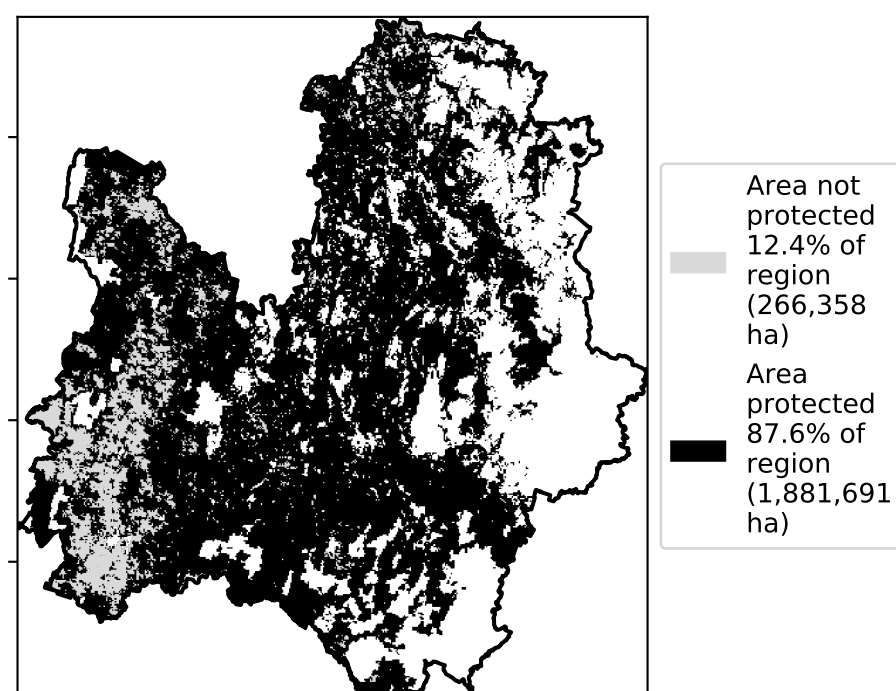 Area not
protected
12.4% of
region
(266,358
ha)
Area
protected
87.6% of
region
(1,881,691
ha)